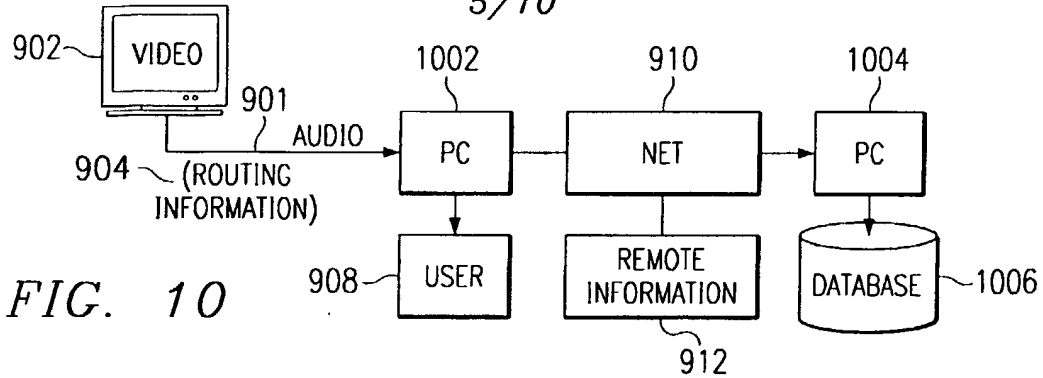 5/10
902
VIDEO
901
AUDIO
904
(ROUTING
INFORMATION)
1002
PC
910
NET
1004
PC
908
USER
REMOTE
INFORMATION
912
DATABASE
1006
FIG. 10